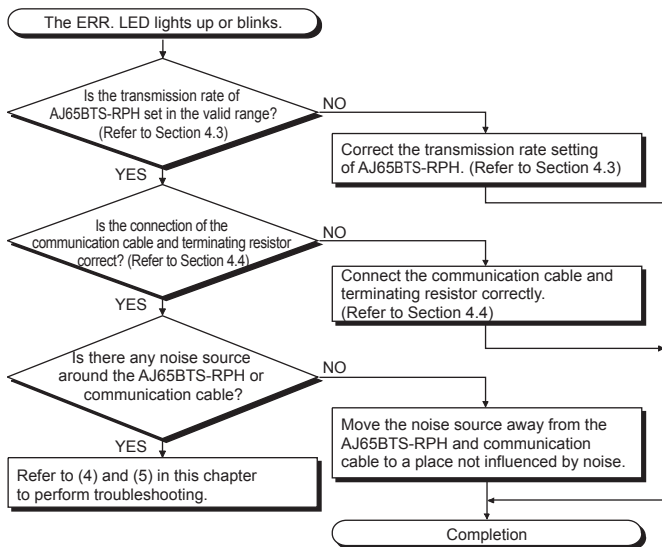 The ERR. LED lights up or blinks.
Is the transmission rate of
AJ65BTS-RPH set in the valid range?
(Refer to Section 4.3)
NO
YES
Correct the transmission rate setting
of AJ65BTS-RPH. (Refer to Section 4.3)
Is the connection of the
communication cable and terminating resistor
correct? (Refer to Section 4.4)
NO
YES
Connect the communication cable and
terminating resistor correctly.
(Refer to Section 4.4)
Is there any noise source
around the AJ65BTS-RPH or
communication cable?
NO
YES
Move the noise source away from the
AJ65BTS-RPH and communication
cable to a place not influenced by noise.
Refer to (4) and (5) in this chapter
to perform troubleshooting.
Completion